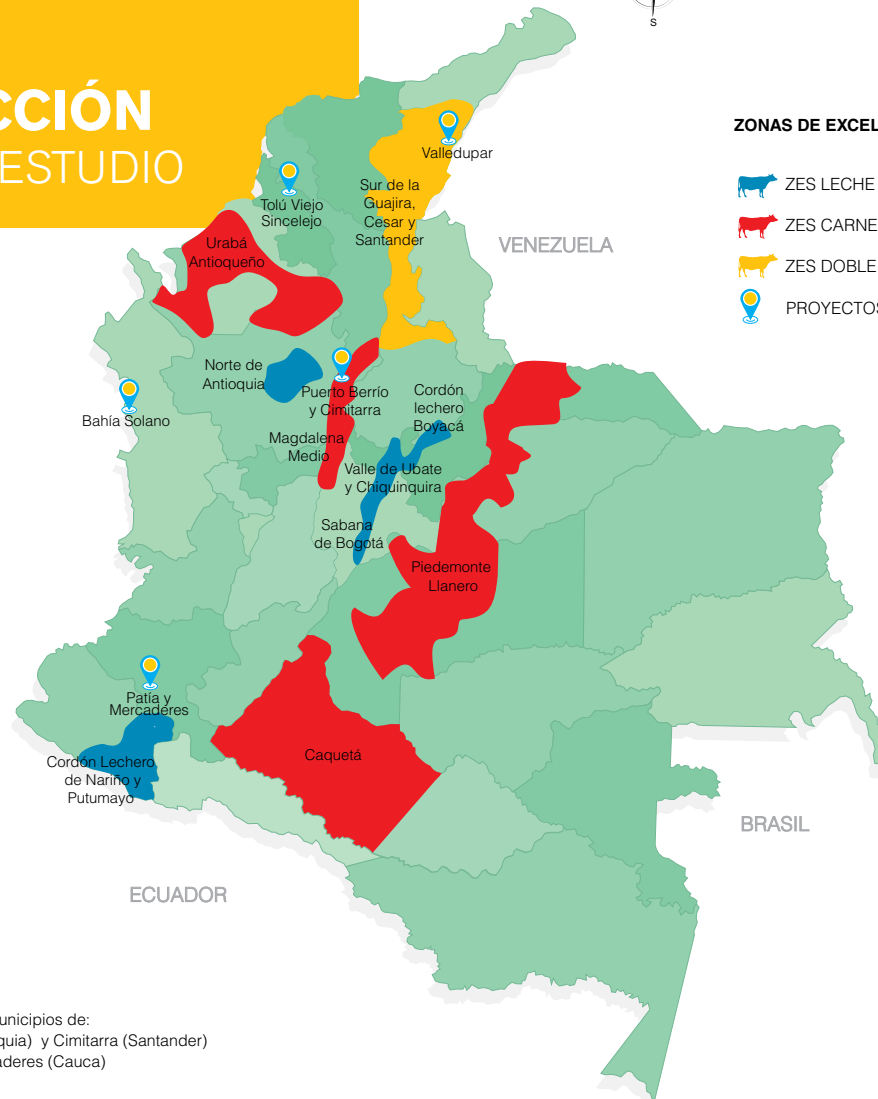 S
CCIÓN
ESTUDIO
ZONAS DE EXCEL
ZES LECHE
ZES CARNE
ZES DOBLE
PROYECTOS
Valledupar
Tolú Viejo
Sincelejo
Sur de la
Guajira,
Cesar y
Santander
Urabá
Antioqueño
VENEZUELA
Norte de
Antioquia
Puerto Berrío
y Cimitarra
Cordón
lechero
Boyacá
Bahía Solano
Magdalena
Medio
Valle de Ubate
y Chiquinquira
Sabana
de Bogotá
Piedemonte
Llanero
Patía y
Mercaderes
Caquetá
Cordón Lechero
de Nariño y
Putumayo
BRASIL
ECUADOR
unicipios de:
quia) y Cimitarra (Santander)
aderes (Cauca)